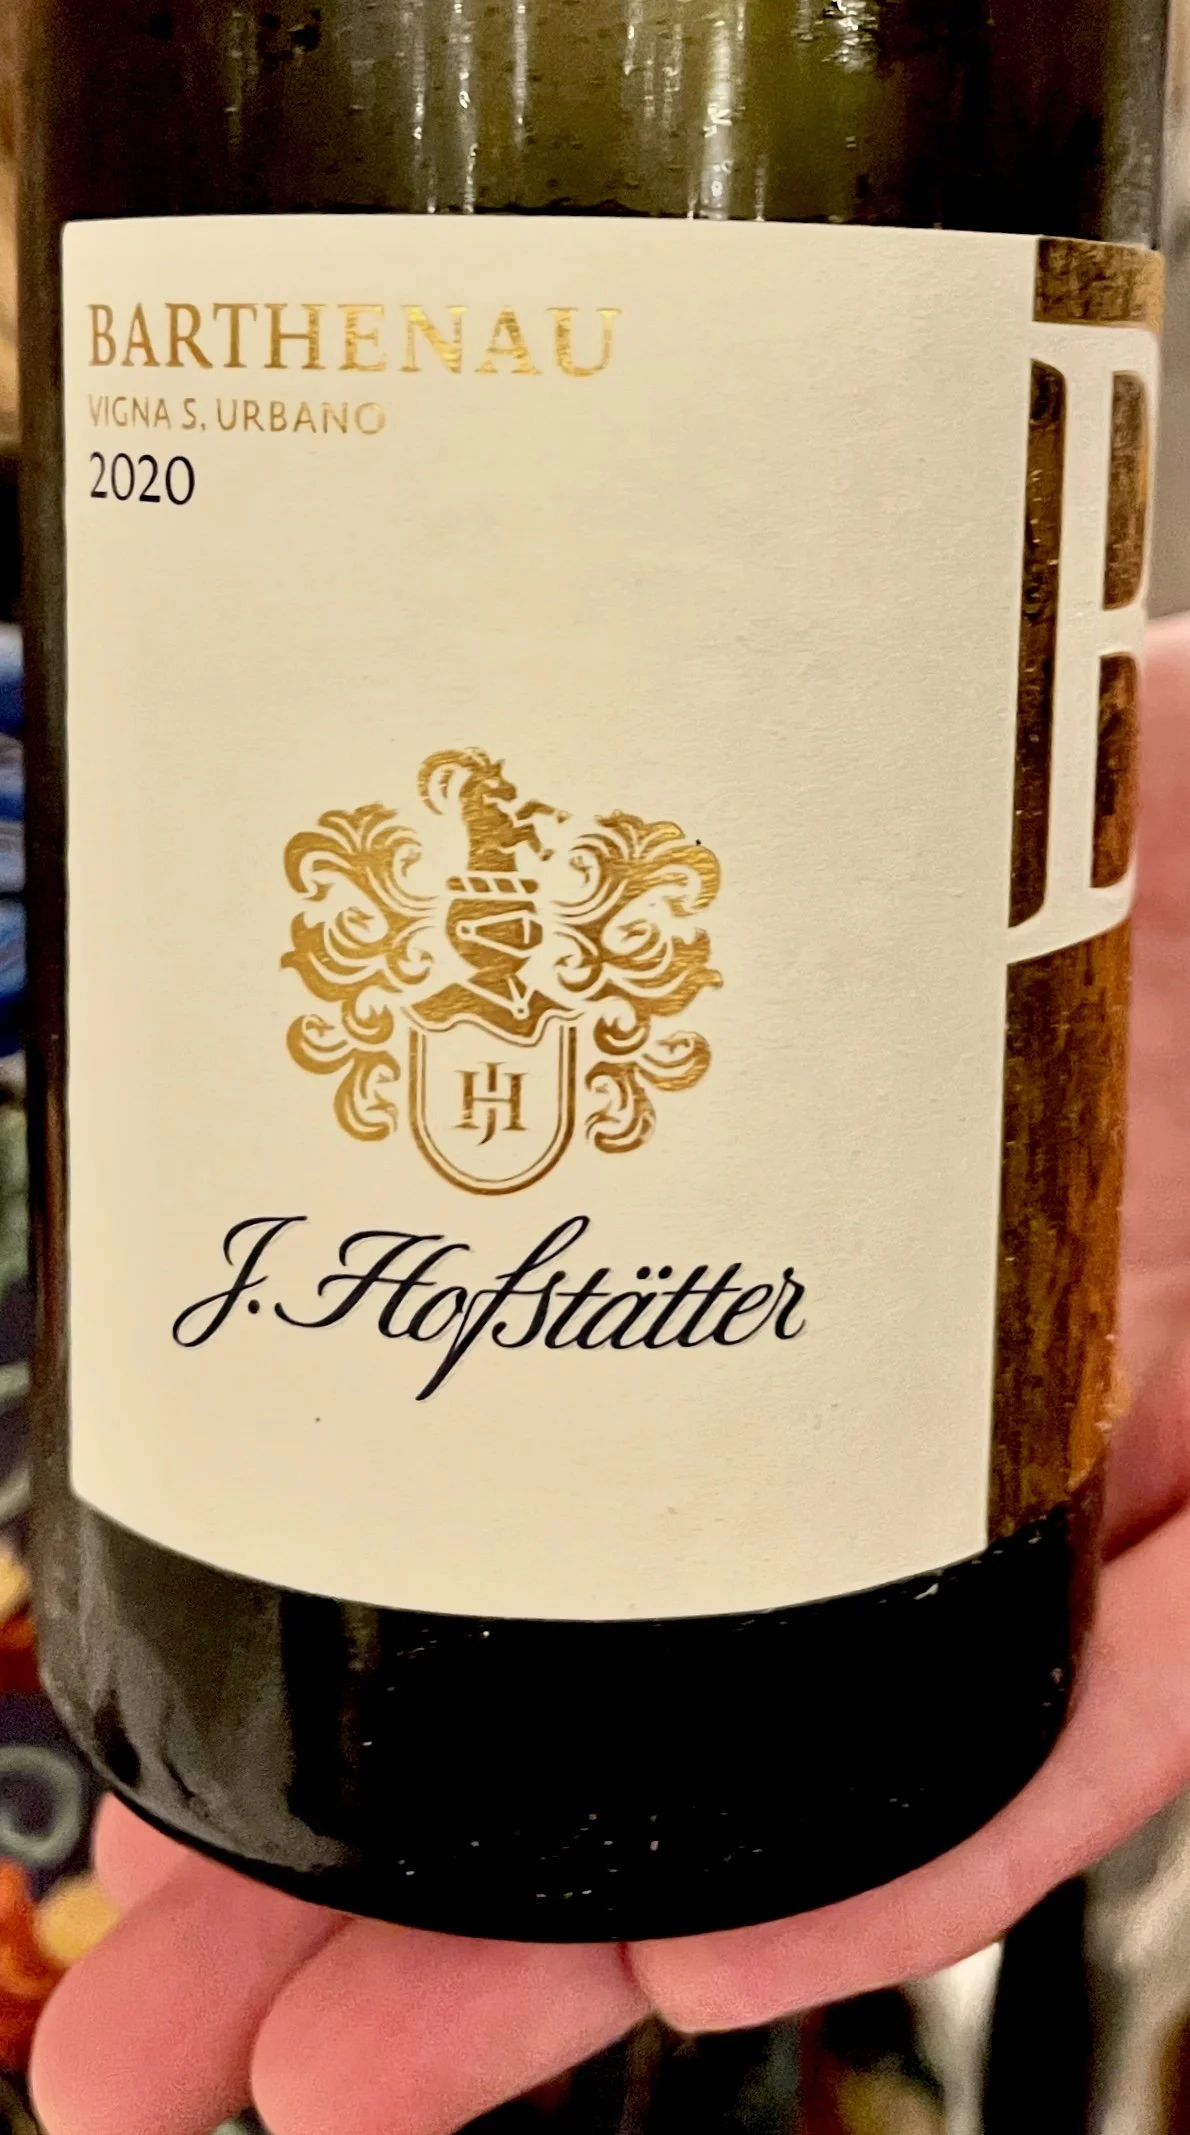 BARTHENAU
VIGNA S. URBANO
2020
B
HJ
J. Hofstätter